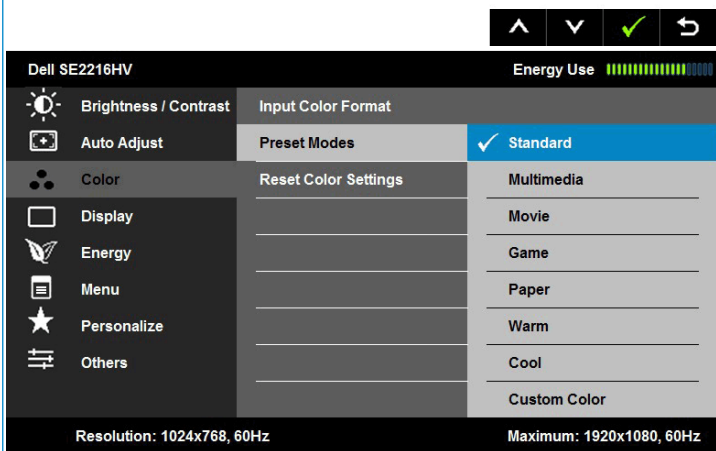 Dell SE2216HV Energy Use
Brightness / Contrast Input Color Format
Auto Adjust Preset Modes Standard
Color Reset Color Settings Multimedia
Display Movie
Energy Game
Menu Paper
Personalize Warm
Others Cool
Custom Color
Resolution: 1024x768, 60Hz Maximum: 1920x1080, 60Hz